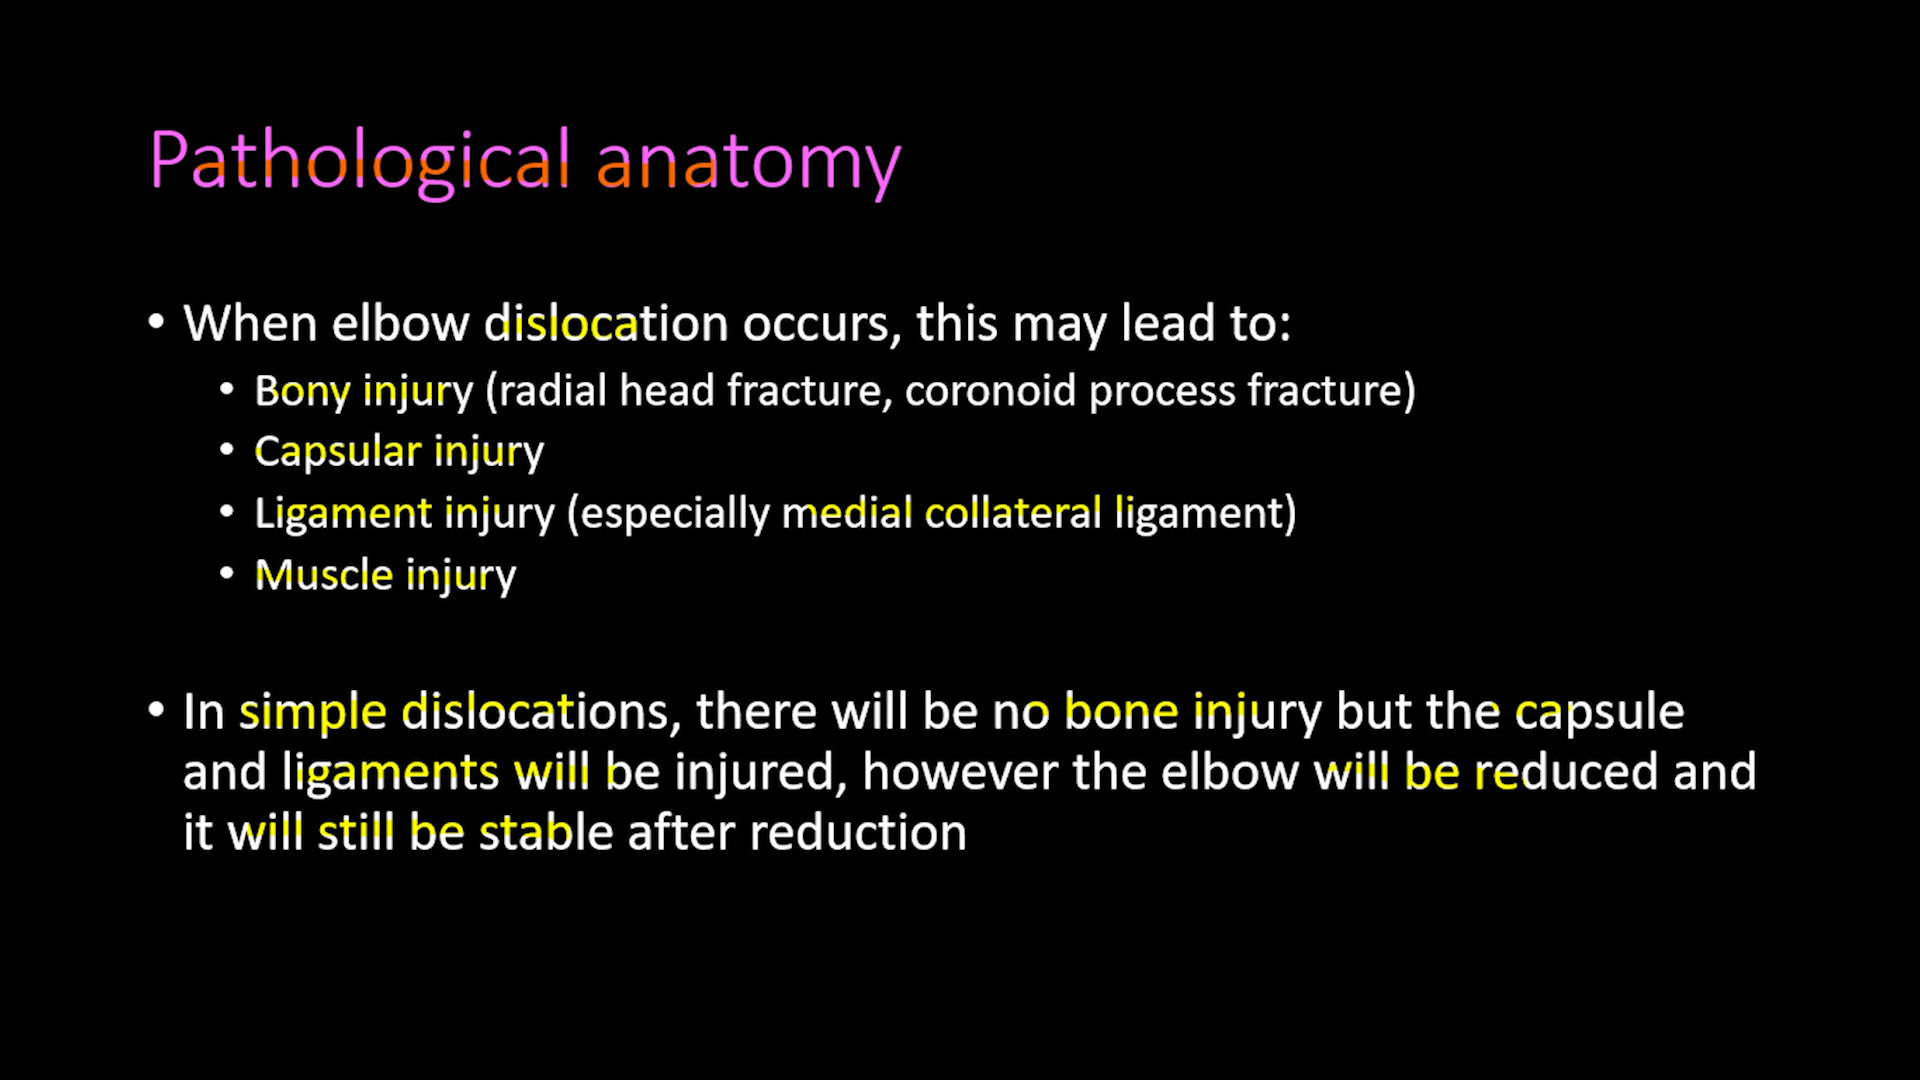 Pathological anatomy
• When elbow dislocation occurs, this may lead to:
• Bony injury (radial head fracture, coronoid process fracture)
• Capsular injury
• Ligament injury (especially medial collateral ligament)
• Muscle injury
• In simple dislocations, there will be no bone injury but the capsule
and ligaments will be injured, however the elbow will be reduced and
it will still be stable after reduction